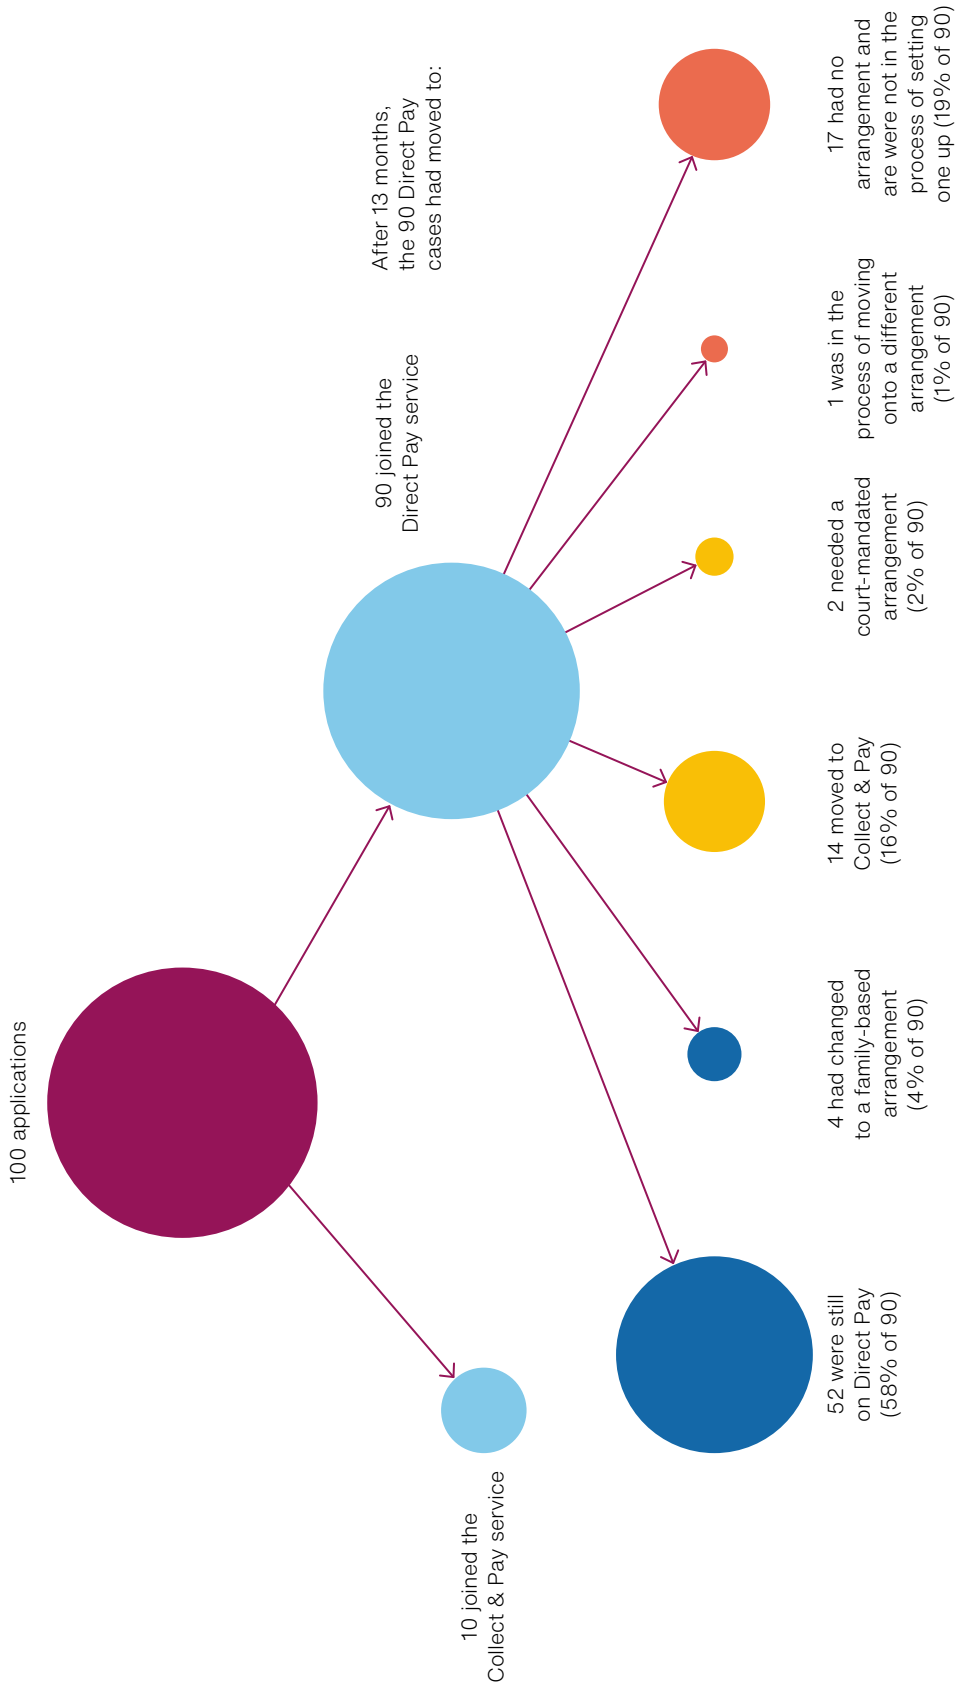 100 applications
10 joined the
Collect & Pay service
90 joined the
Direct Pay service
After 13 months,
the 90 Direct Pay
cases had moved to:
52 were still
on Direct Pay
(58% of 90)
4 had changed
to a family-based
arrangement
(4% of 90)
14 moved to
Collect & Pay
(16% of 90)
2 needed a
court-mandated
arrangement
(2% of 90)
1 was in the
process of moving
onto a different
arrangement
(1% of 90)
17 had no
arrangement and
are were not in the
process of setting
one up (19% of 90)